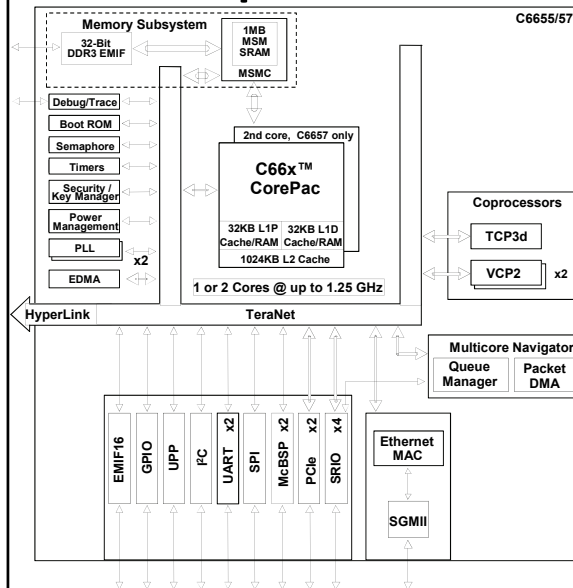 C6655/57
Memory Subsystem
32-Bit
DDR3 EMIF
1MB
MSM
SRAM
MSMC
Debug/Trace
Boot ROM
Semaphore
Timers
Security /
Key Manager
Power
Management
PLL
x2
EDMA
2nd core, C6657 only
C66x™
CorePac
32KB L1P
Cache/RAM
32KB L1D
Cache/RAM
1024KB L2 Cache
1 or 2 Cores @ up to 1.25 GHz
Coprocessors
TCP3d
VCP2
x2
HyperLink
TeraNet
Multicore Navigator
Queue
Manager
Packet
DMA
EMIF16
GPIO
UPP
I²C
UART x2
SPI
McBSP x2
PCIe x2
SRIO x4
Ethernet
MAC
SGMII